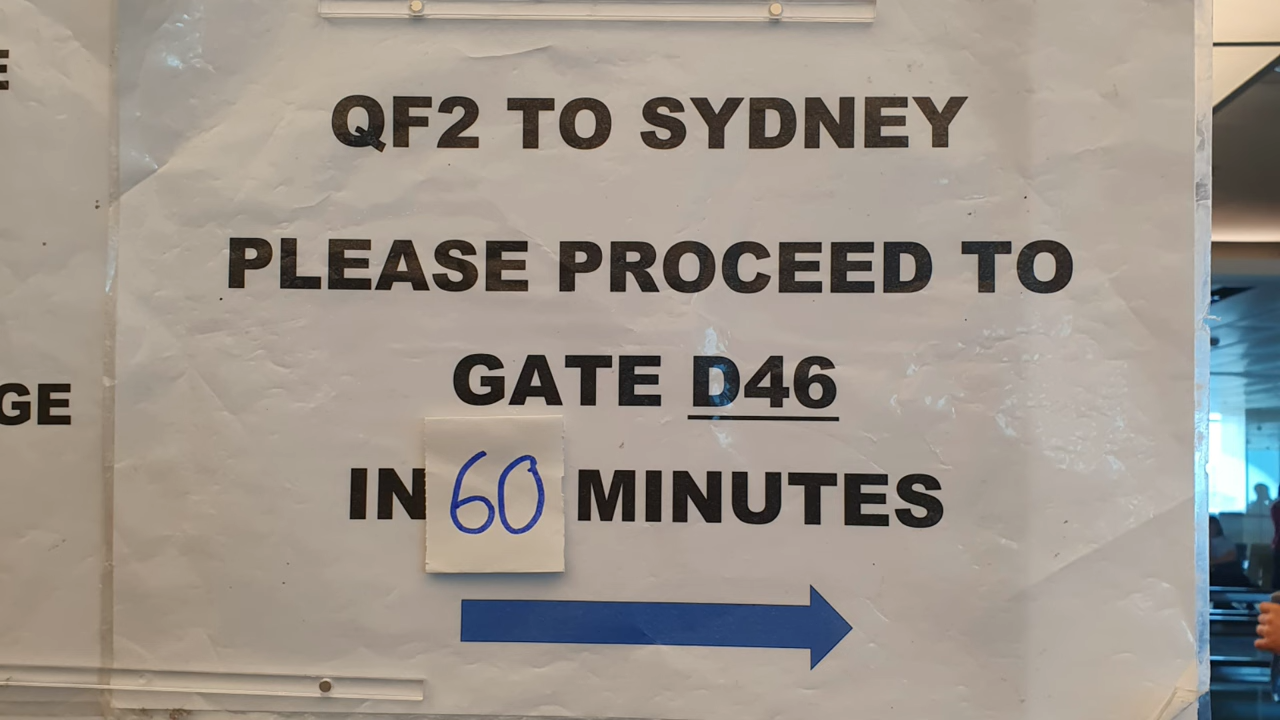 QF2 TO SYDNEY
PLEASE PROCEED TO
GATE D46
IN 60 MINUTES